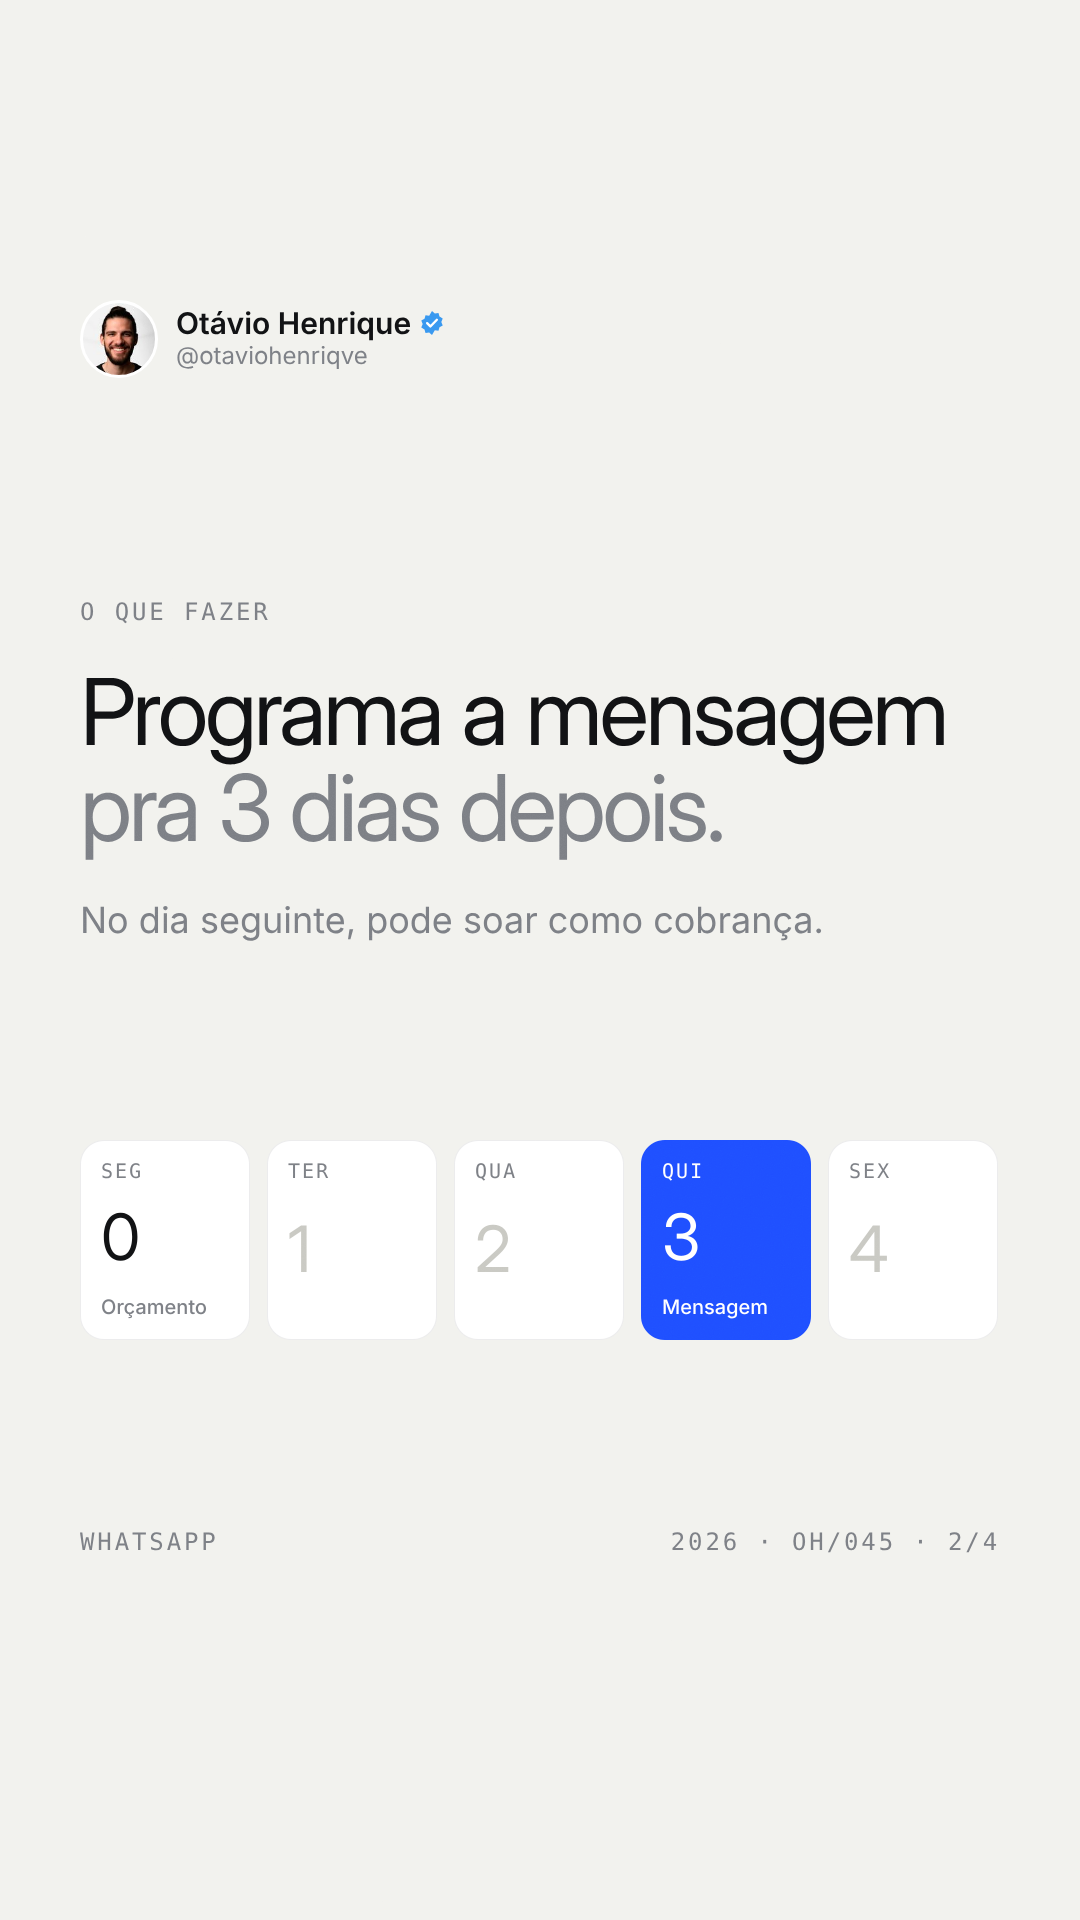 Otávio Henrique
@otaviohenriqve
O QUE FAZER
Programa a mensagem
pra 3 dias depois.
No dia seguinte, pode soar como cobrança.
SEG
0
Orçamento
TER
1
QUA
2
QUI
3
Mensagem
SEX
4
WHATSAPP
2026 · OH/045 · 2/4